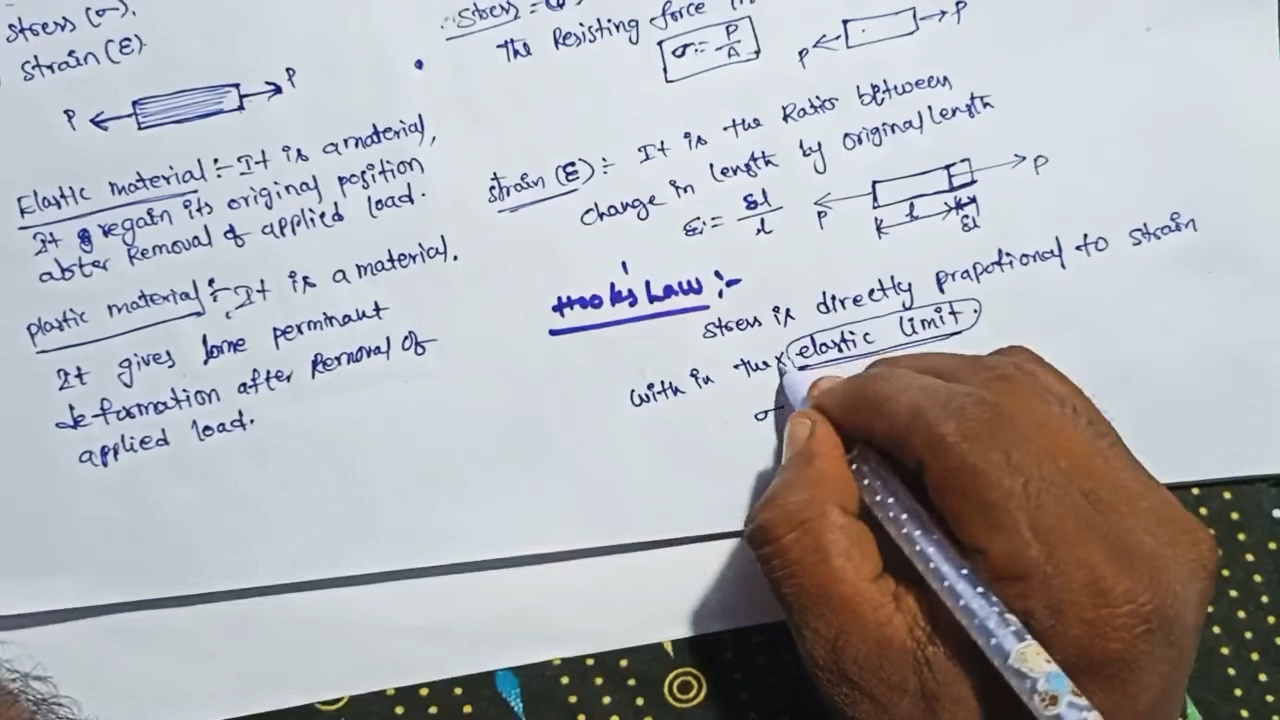 stress (σ).
strain (ε).
P
P
Elastic material :- It is a material,
It regain its original position
abter Removal of applied load.
plastic material :- It is a material.
It gives some perminant
deformation after Removal of
applied load.
Stress =
The Resisting force
σ = P/A
P
P
strain (ε) :- It is the Ratio between
change in length by original length
ε = δl/l
P
P
l
δl
Hook's Law :-
stress is directly prapotional to strain
with in the elastic limit.
σ